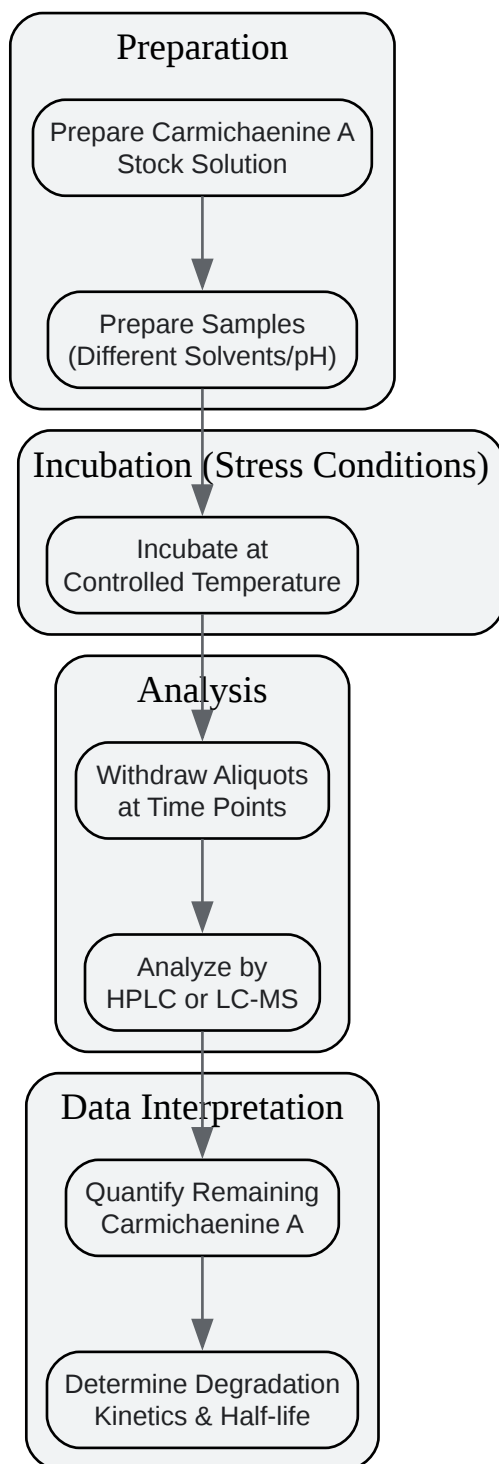 Preparation
Prepare Carmichaenine A
Stock Solution
Prepare Samples
(Different Solvents/pH)
Incubation (Stress Conditions)
Incubate at
Controlled Temperature
Analysis
Withdraw Aliquots
at Time Points
Analyze by
HPLC or LC-MS
Data Interpretation
Quantify Remaining
Carmichaenine A
Determine Degradation
Kinetics & Half-life